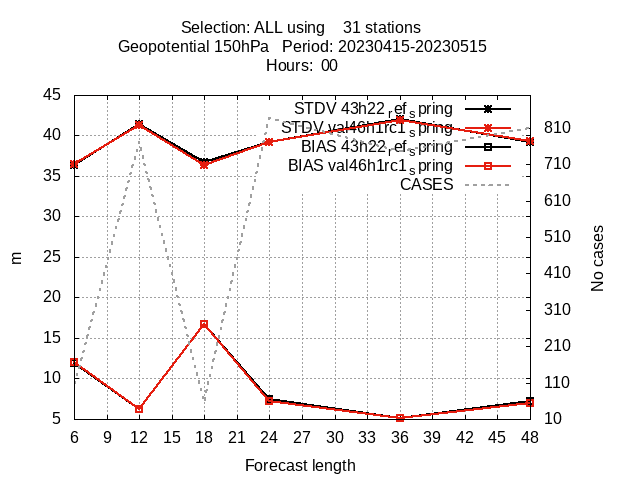 Selection: ALL using    31 stations
Geopotential 150hPa   Period: 20230415-20230515
Hours:  00
STDV 43h22_ref_spring
STDV val46h1rc1_spring
BIAS 43h22_ref_spring
BIAS val46h1rc1_spring
CASES
45
40
35
30
25
20
15
10
5
m
810
710
610
510
410
310
210
110
10
No cases
6 9 12 15 18 21 24 27 30 33 36 39 42 45 48
Forecast length